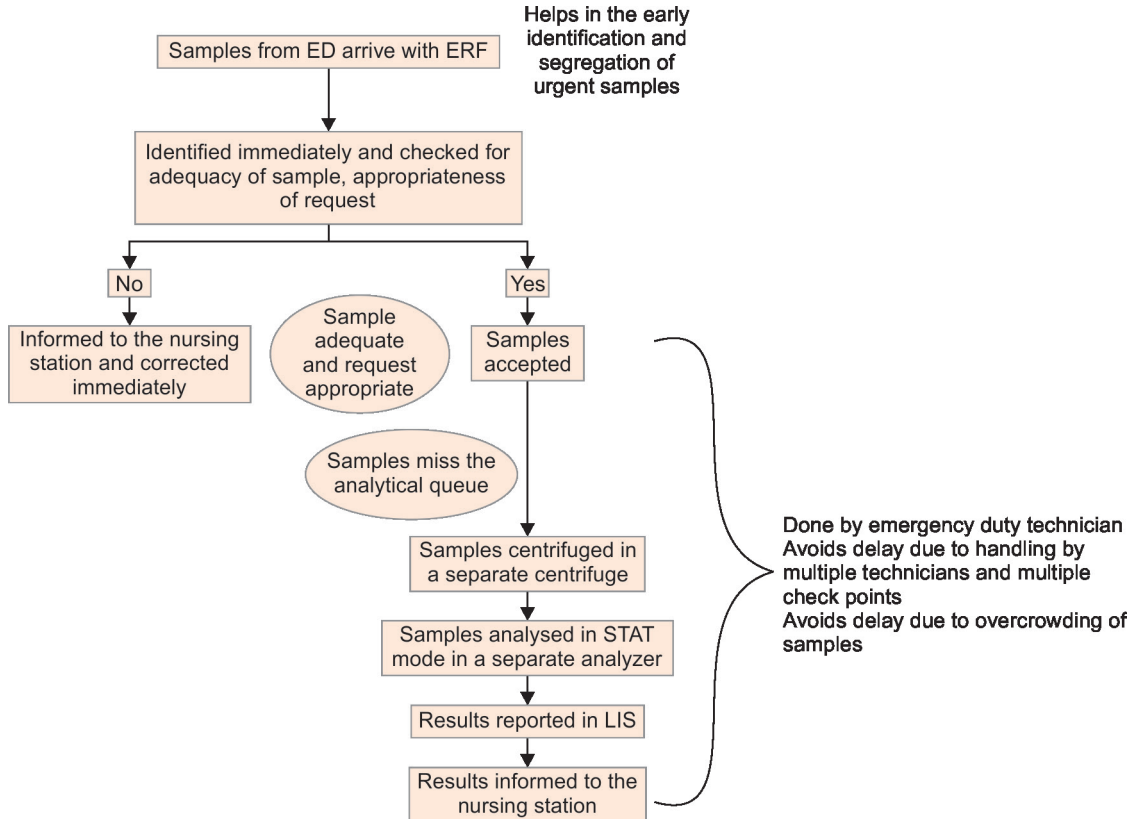 Helps in the early
identification and
segregation of
urgent samples
Samples from ED arrive with ERF
Identified immediately and checked for
adequacy of sample, appropriateness
of request
No
Yes
Informed to the nursing
station and corrected
immediately
Sample
adequate
and request
appropriate
Samples
accepted
Samples miss the
analytical queue
Samples centrifuged in
a separate centrifuge
Samples analysed in STAT
mode in a separate analyzer
Results reported in LIS
Results informed to the
nursing station
Done by emergency duty technician
Avoids delay due to handling by
multiple technicians and multiple
check points
Avoids delay due to overcrowding of
samples